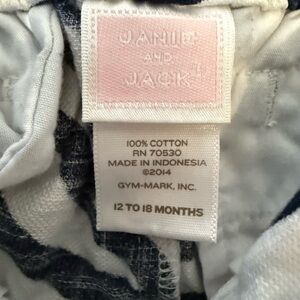 JANIE
AND
JACK
100% COTTON
RN 70530
MADE IN INDONESIA
©2014
GYM-MARK, INC.
12 TO 18 MONTHS